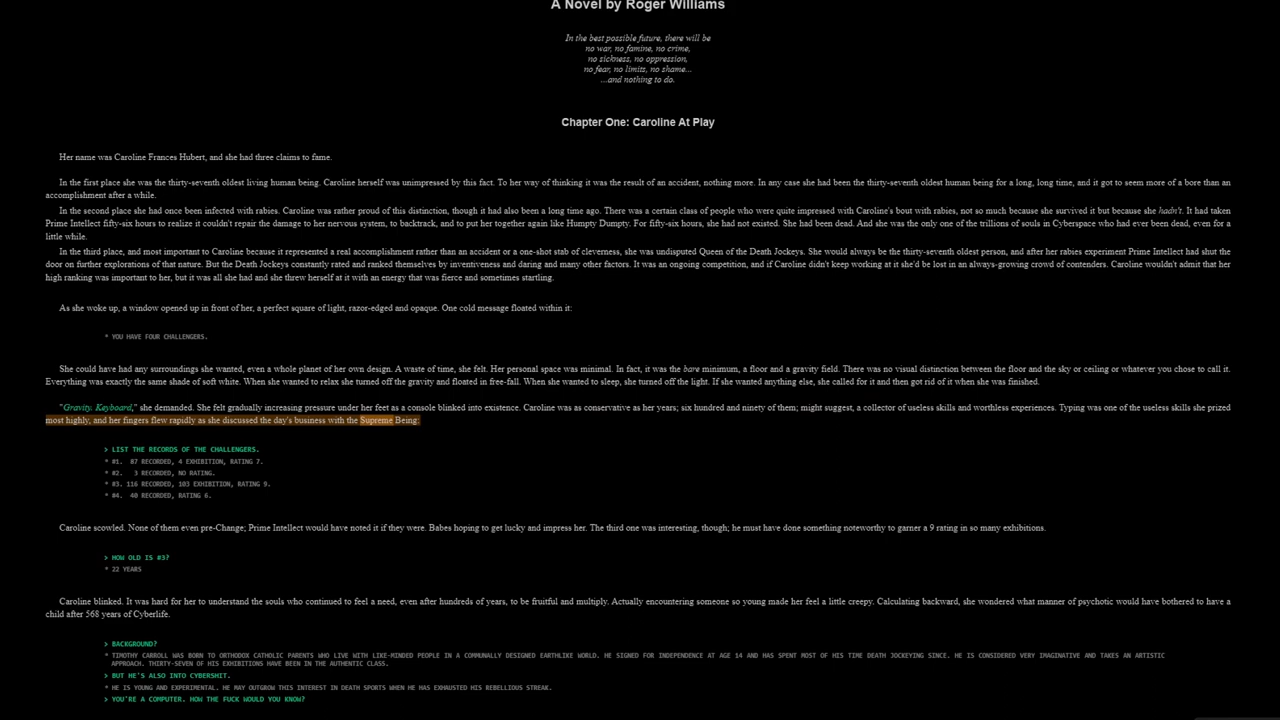 A Novel by Roger Williams
In the best possible future, there will be
no war, no famine, no crime,
no sickness, no oppression,
no fear, no limits, no shame...
...and nothing to do.
Chapter One: Caroline At Play
Her name was Caroline Frances Hubert, and she had three claims to fame.
In the first place she was the thirty-seventh oldest living human being. Caroline herself was unimpressed by this fact. To her way of thinking it was the result of an accident, nothing more. In any case she had been the thirty-seventh oldest human being for a long, long time, and it got to seem more of a bore than an
accomplishment after a while.
In the second place she had once been infected with rabies. Caroline was rather proud of this distinction, though it had also been a long time ago. There was a certain class of people who were quite impressed with Caroline's bout with rabies, not so much because she survived it but because she hadn't. It had taken
Prime Intellect fifty-six hours to realize it couldn't repair the damage to her nervous system, to backtrack, and to put her together again like Humpty Dumpty. For fifty-six hours, she had not existed. She had been dead. And she was the only one of the trillions of souls in Cyberspace who had ever been dead, even for a
little while.
In the third place, and most important to Caroline because it represented a real accomplishment rather than an accident or a one-shot stab of cleverness, she was undisputed Queen of the Death Jockeys. She would always be the thirty-seventh oldest person, and after her rabies experiment Prime Intellect had shut the
door on further explorations of that nature. But the Death Jockeys constantly rated and ranked themselves by inventiveness and daring and many other factors. It was an ongoing competition, and if Caroline didn't keep working at it she'd be lost in an always-growing crowd of contenders. Caroline wouldn't admit that her
high ranking was important to her, but it was all she had and she threw herself at it with an energy that was fierce and sometimes startling.
As she woke up, a window opened up in front of her, a perfect square of light, razor-edged and opaque. One cold message floated within it:
* YOU HAVE FOUR CHALLENGERS.
She could have had any surroundings she wanted, even a whole planet of her own design. A waste of time, she felt. Her personal space was minimal. In fact, it was the bare minimum, a floor and a gravity field. There was no visual distinction between the floor and the sky or ceiling or whatever you chose to call it.
Everything was exactly the same shade of soft white. When she wanted to relax she turned off the gravity and floated in free-fall. When she wanted to sleep, she turned off the light. If she wanted anything else, she called for it and then got rid of it when she was finished.
"Gravity. Keyboard," she demanded. She felt gradually increasing pressure under her feet as a console blinked into existence. Caroline was as conservative as her years; six hundred and ninety of them; might suggest, a collector of useless skills and worthless experiences. Typing was one of the useless skills she prized
most highly, and her fingers flew rapidly as she discussed the day's business with the Supreme Being:
> LIST THE RECORDS OF THE CHALLENGERS.
* #1. 87 RECORDED, 4 EXHIBITION, RATING 7.
* #2. 3 RECORDED, NO RATING.
* #3. 116 RECORDED, 103 EXHIBITION, RATING 9.
* #4. 40 RECORDED, RATING 6.
Caroline scowled. None of them even pre-Change; Prime Intellect would have noted it if they were. Babes hoping to get lucky and impress her. The third one was interesting, though; he must have done something noteworthy to garner a 9 rating in so many exhibitions.
> HOW OLD IS #3?
* 22 YEARS
Caroline blinked. It was hard for her to understand the souls who continued to feel a need, even after hundreds of years, to be fruitful and multiply. Actually encountering someone so young made her feel a little creepy. Calculating backward, she wondered what manner of psychotic would have bothered to have a
child after 568 years of Cyberlife.
> BACKGROUND?
* TIMOTHY CARROLL WAS BORN TO ORTHODOX CATHOLIC PARENTS WHO LIVE WITH LIKE-MINDED PEOPLE IN A COMMUNALLY DESIGNED EARTHLIKE WORLD. HE SIGNED FOR INDEPENDENCE AT AGE 14 AND HAS SPENT MOST OF HIS TIME DEATH JOCKEYING SINCE. HE IS CONSIDERED VERY IMAGINATIVE AND TAKES AN ARTISTIC
APPROACH. THIRTY-SEVEN OF HIS EXHIBITIONS HAVE BEEN IN THE AUTHENTIC CLASS.
> BUT HE'S ALSO INTO CYBERSHIT.
* HE IS YOUNG AND EXPERIMENTAL. HE MAY OUTGROW THIS INTEREST IN DEATH SPORTS WHEN HE HAS EXHAUSTED HIS REBELLIOUS STREAK.
> YOU'RE A COMPUTER. HOW THE FUCK WOULD YOU KNOW?